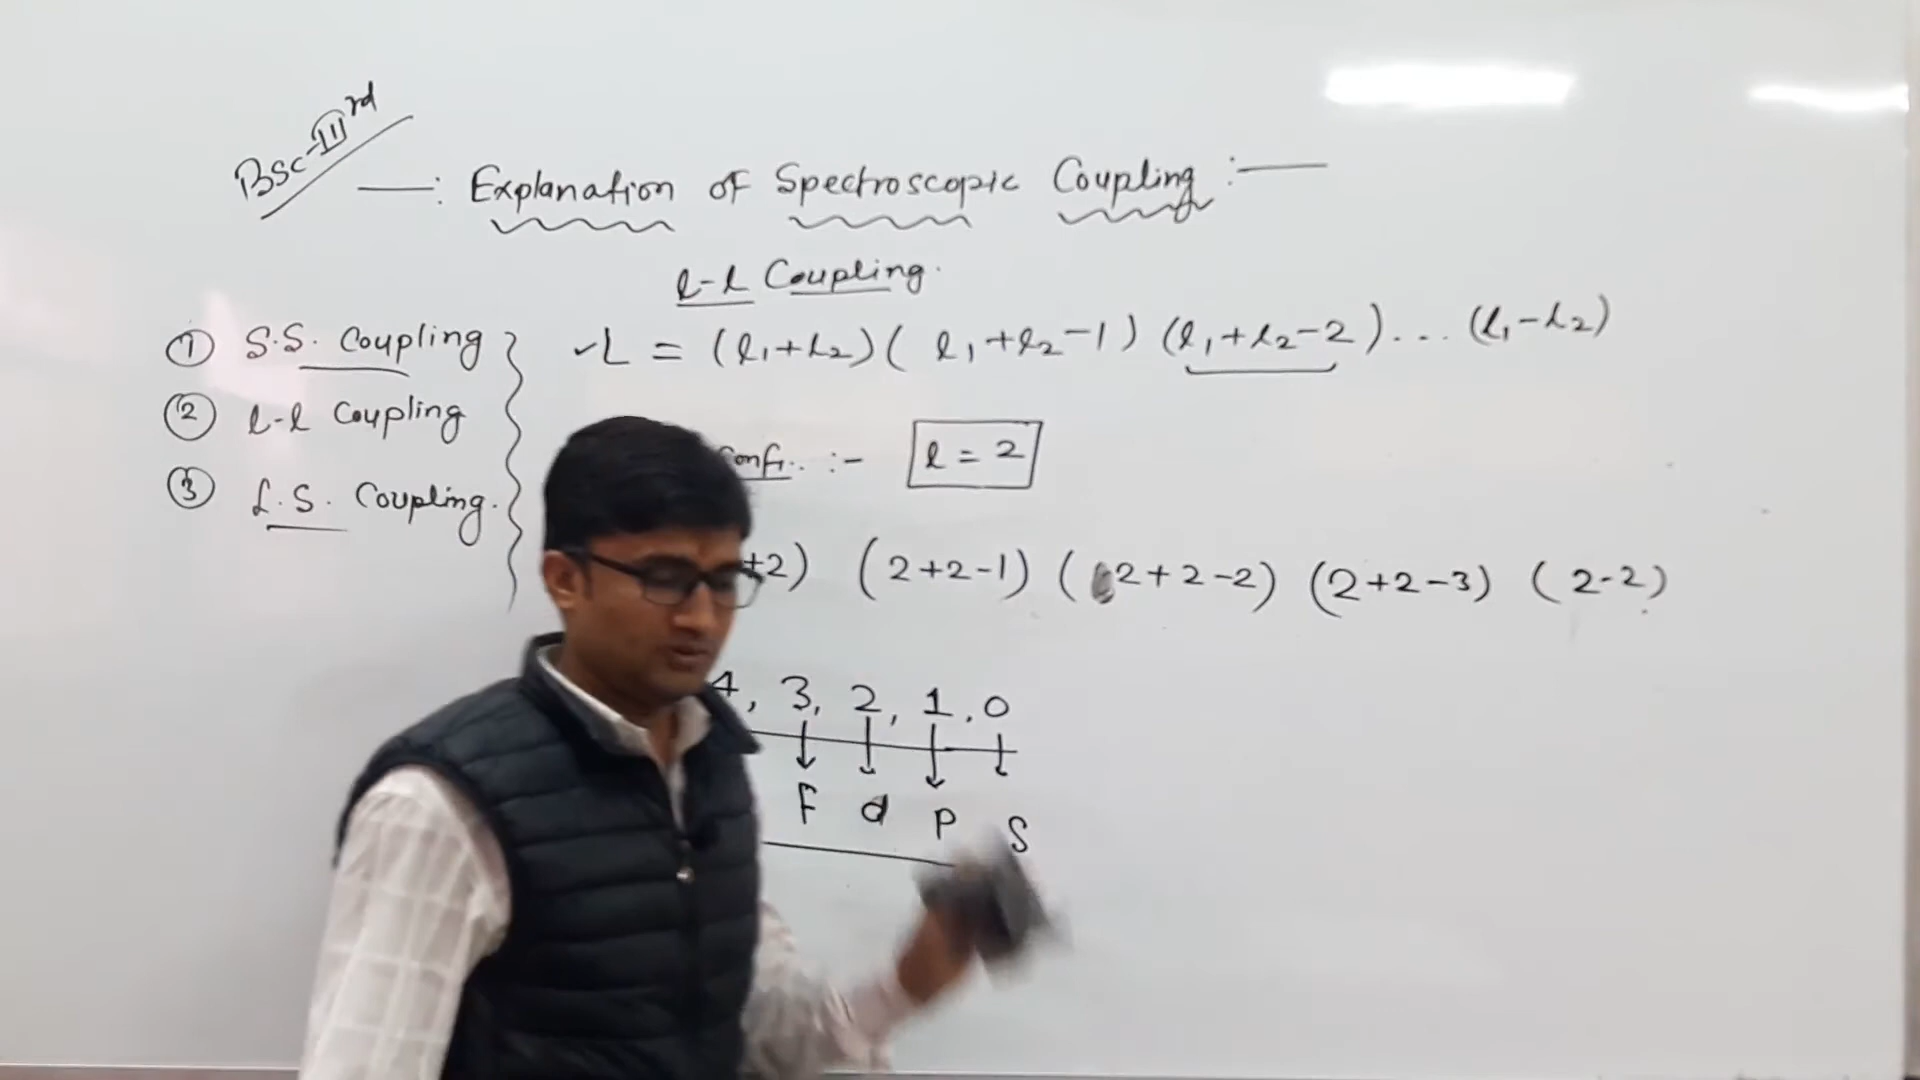 Bsc-IIIrd
—: Explanation of Spectroscopic Coupling :—
l-l Coupling.
① S.S. Coupling
② l-l Coupling
③ L.S. Coupling.
✓L = (l₁+l₂)( l₁+l₂-1) (l₁+l₂-2)... (l₁-l₂)
:- l = 2
+2) (2+2-1) (2+2-2) (2+2-3) (2-2)
4, 3, 2, 1, 0
F d P S